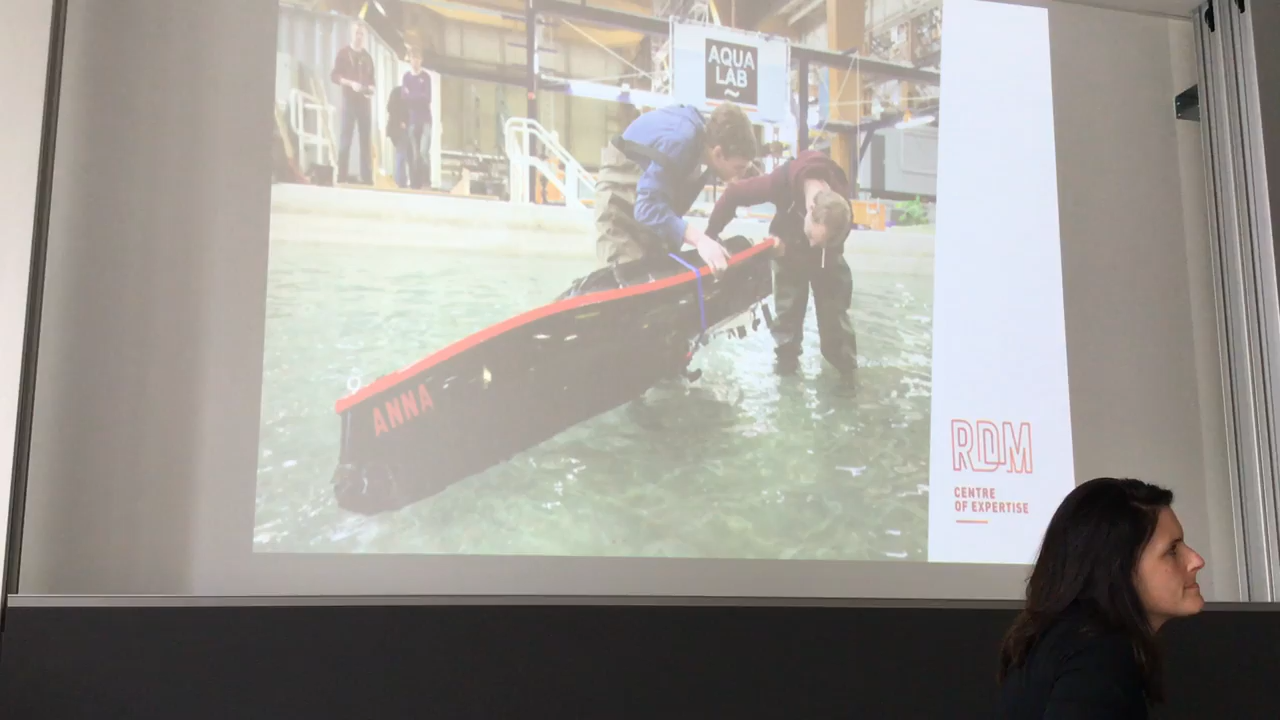 AQUA
LAB
ANNA
RDM
CENTRE
OF EXPERTISE